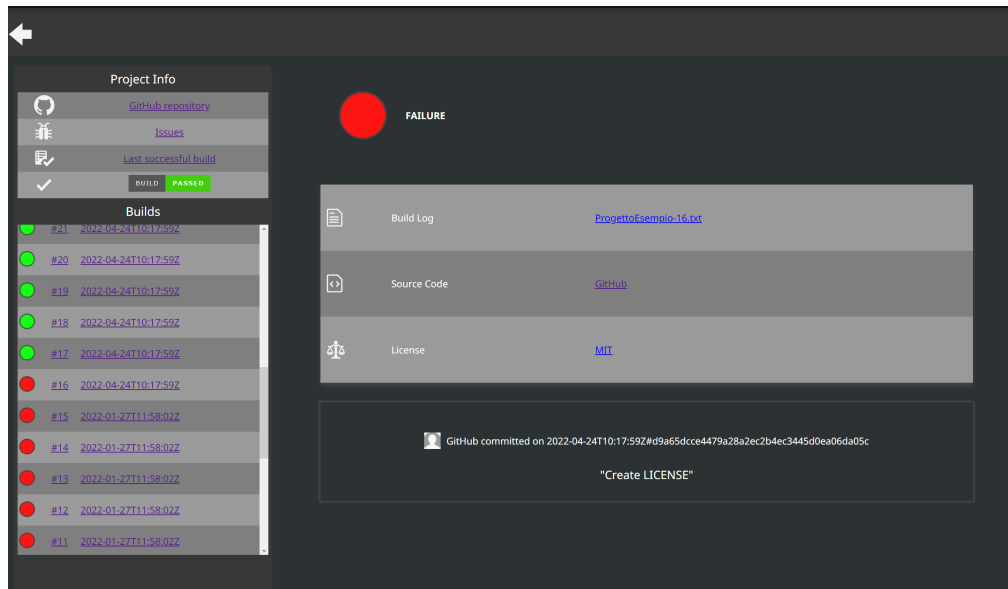 Project Info
GitHub repository
Issues
Last successful build
BUILD PASSED
Builds
#21 2022-04-24T10:17:59Z
#20 2022-04-24T10:17:59Z
#19 2022-04-24T10:17:59Z
#18 2022-04-24T10:17:59Z
#17 2022-04-24T10:17:59Z
#16 2022-04-24T10:17:59Z
#15 2022-01-27T11:58:02Z
#14 2022-01-27T11:58:02Z
#13 2022-01-27T11:58:02Z
#12 2022-01-27T11:58:02Z
#11 2022-01-27T11:58:02Z
FAILURE
Build Log ProgettoEsempio-16.txt
Source Code GitHub
License MIT
GitHub committed on 2022-04-24T10:17:59Z#d9a65dcce4479a28a2ec2b4ec3445d0ea06da05c
"Create LICENSE"